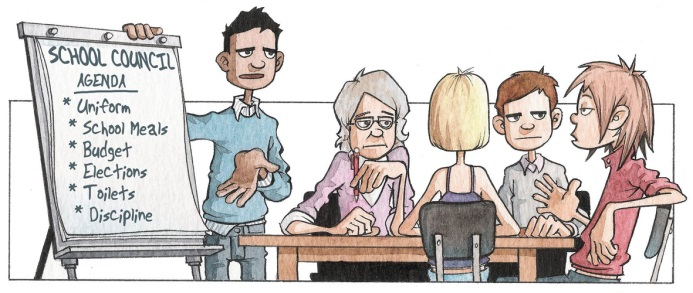 SCHOOL COUNCIL
AGENDA
* Uniform
* School Meals
* Budget
* Elections
* Toilets
* Discipline